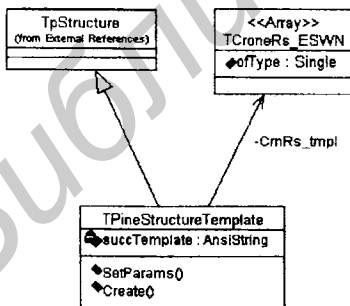 TpStructure
(from External References)
<<Array>>
TCroneRs_ESWN
ofType : Single
-CrnRs_tmpl
TPineStructureTemplate
succTemplate : AnsiString
SetParams()
Create()